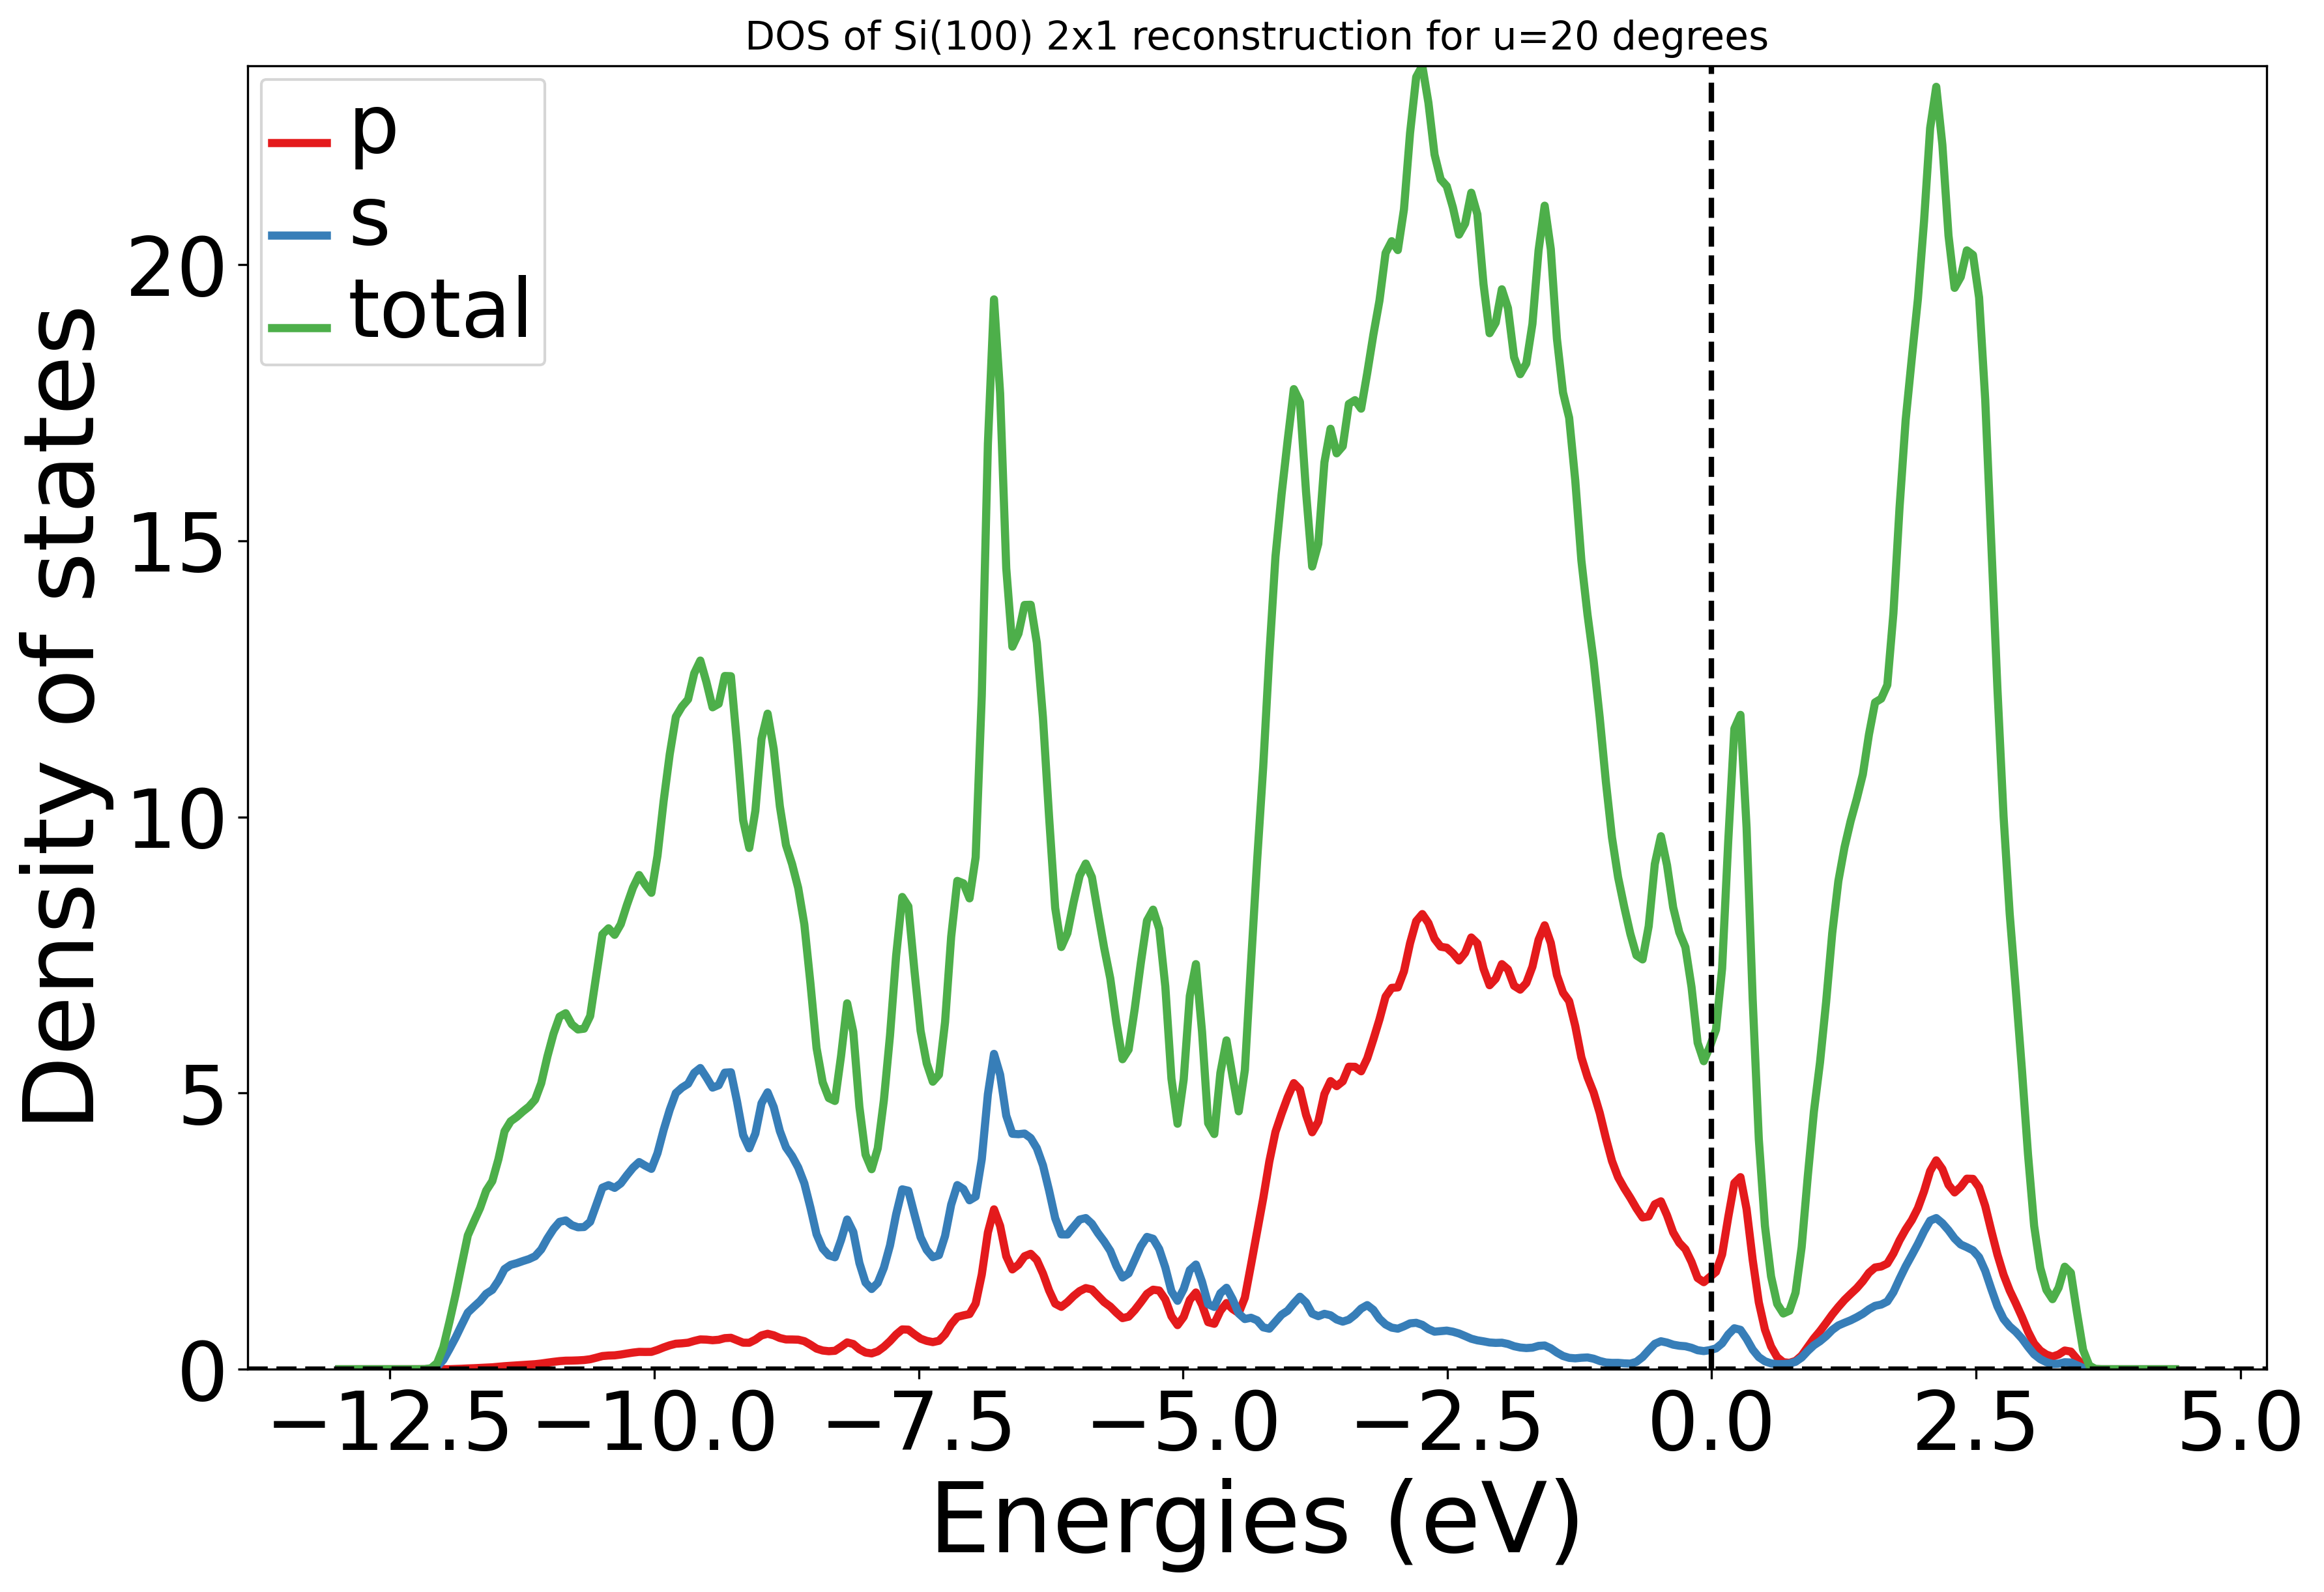 DOS of Si(100) 2x1 reconstruction for u=20 degrees
p
s
total
Density of states
20
15
10
5
0
−12.5 −10.0 −7.5 −5.0 −2.5 0.0 2.5 5.0
Energies (eV)